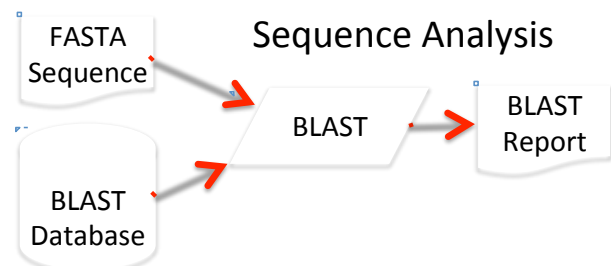 Sequence Analysis
FASTA
Sequence
BLAST
BLAST
Report
BLAST
Database